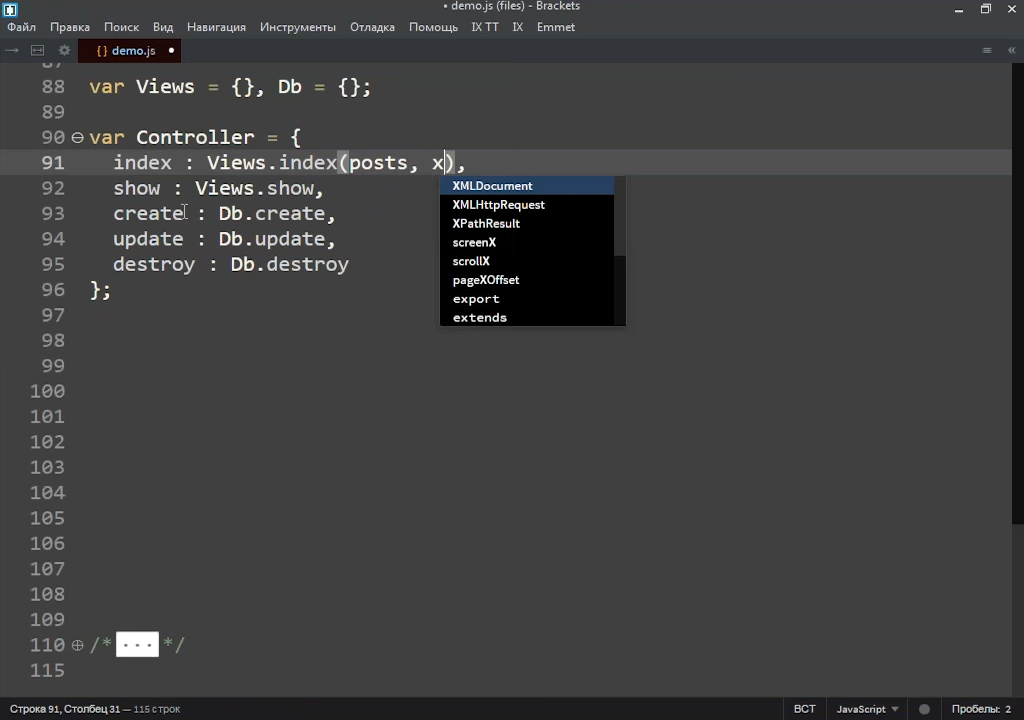 • demo.js (files) - Brackets
Файл Правка Поиск Вид Навигация Инструменты Отладка Помощь IX TT IX Emmet
{} demo.js •
87
88 var Views = {}, Db = {};
89
90 var Controller = {
91 index : Views.index(posts, x),
92 show : Views.show,
93 create : Db.create,
94 update : Db.update,
95 destroy : Db.destroy
96 };
XMLDocument
XMLHttpRequest
XPathResult
screenX
scrollX
pageXOffset
export
extends
97
98
99
100
101
102
103
104
105
106
107
108
109
110 /*...*/
115
Строка 91, Столбец 31 — 115 строк ВСТ JavaScript Пробелы: 2